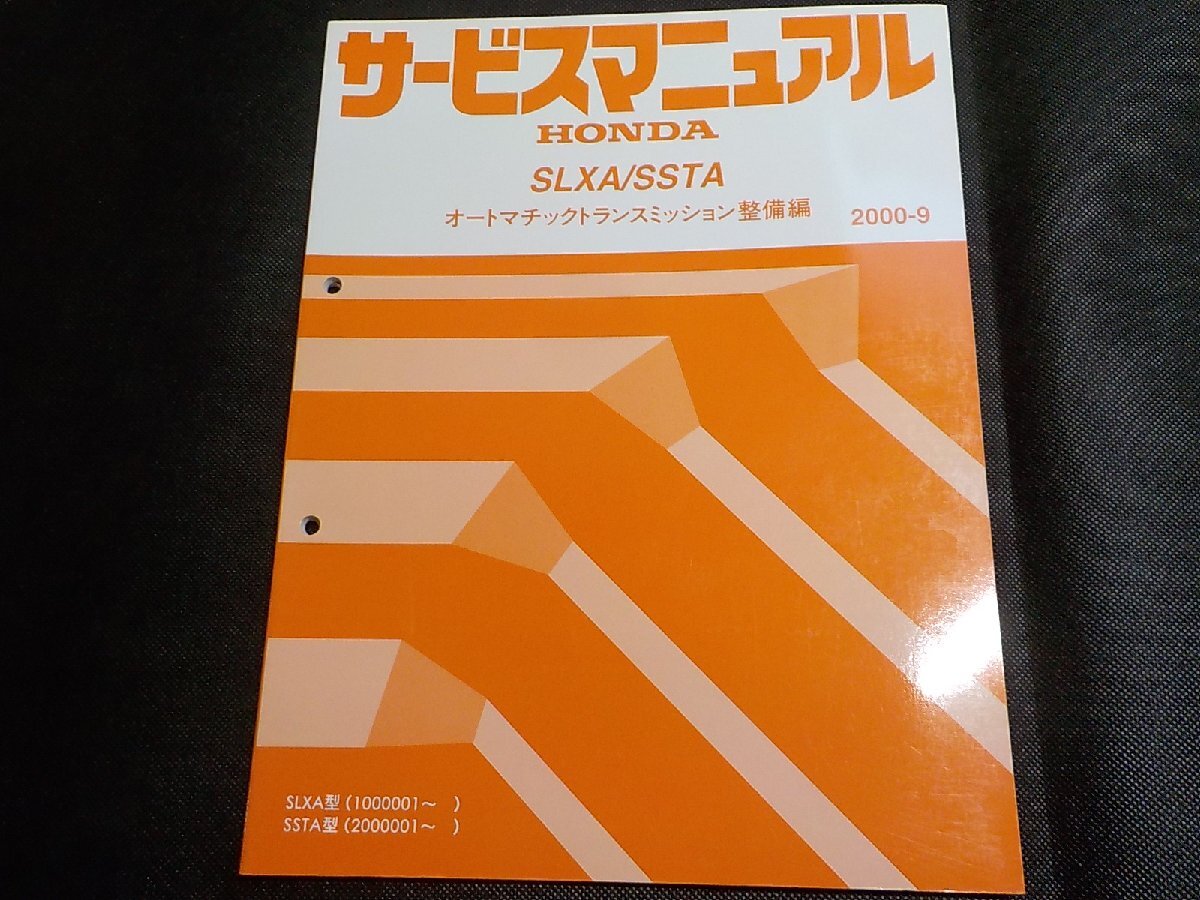 サービスマニュアル
HONDA
SLXA/SSTA
オートマチックトランスミッション整備編 2000-9
SLXA型 (1000001～ )
SSTA型 (2000001～ )